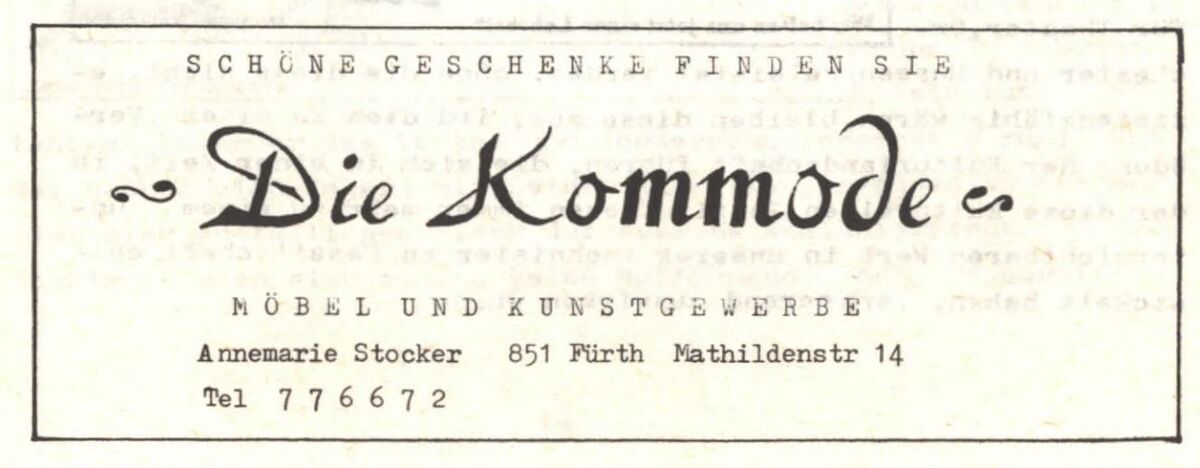 SCHÖNE GESCHENKE FINDEN SIE
Die Kommode
MÖBEL UND KUNSTGEWERBE
Annemarie Stocker 851 Fürth Mathildenstr 14
Tel 776672